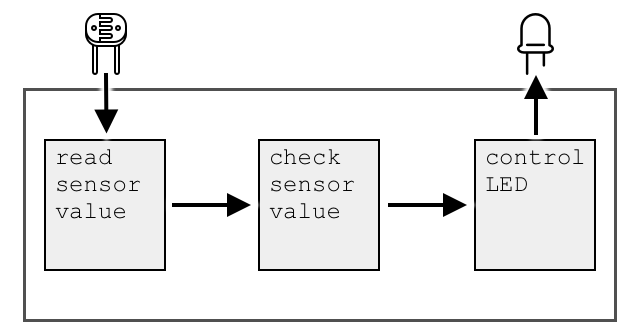 read
sensor
value
check
sensor
value
control
LED